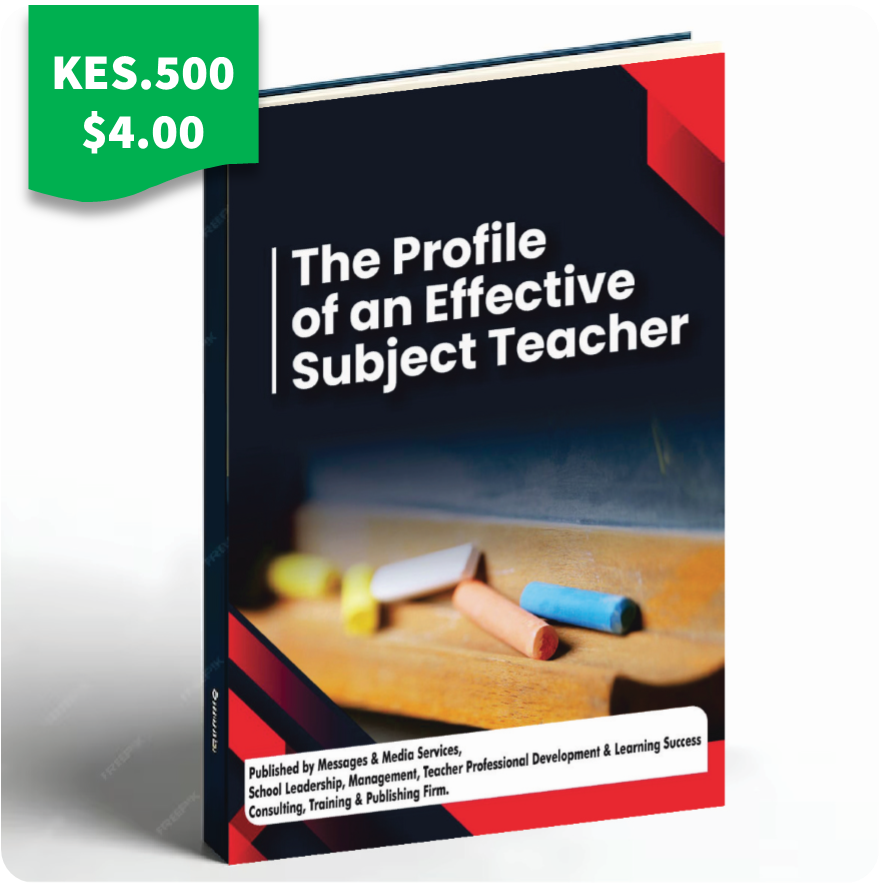 KES.500
$4.00
The Profile
of an Effective
Subject Teacher
Published by Messages & Media Services,
School Leadership, Management, Teacher Professional Development & Learning Success
Consulting, Training & Publishing Firm.